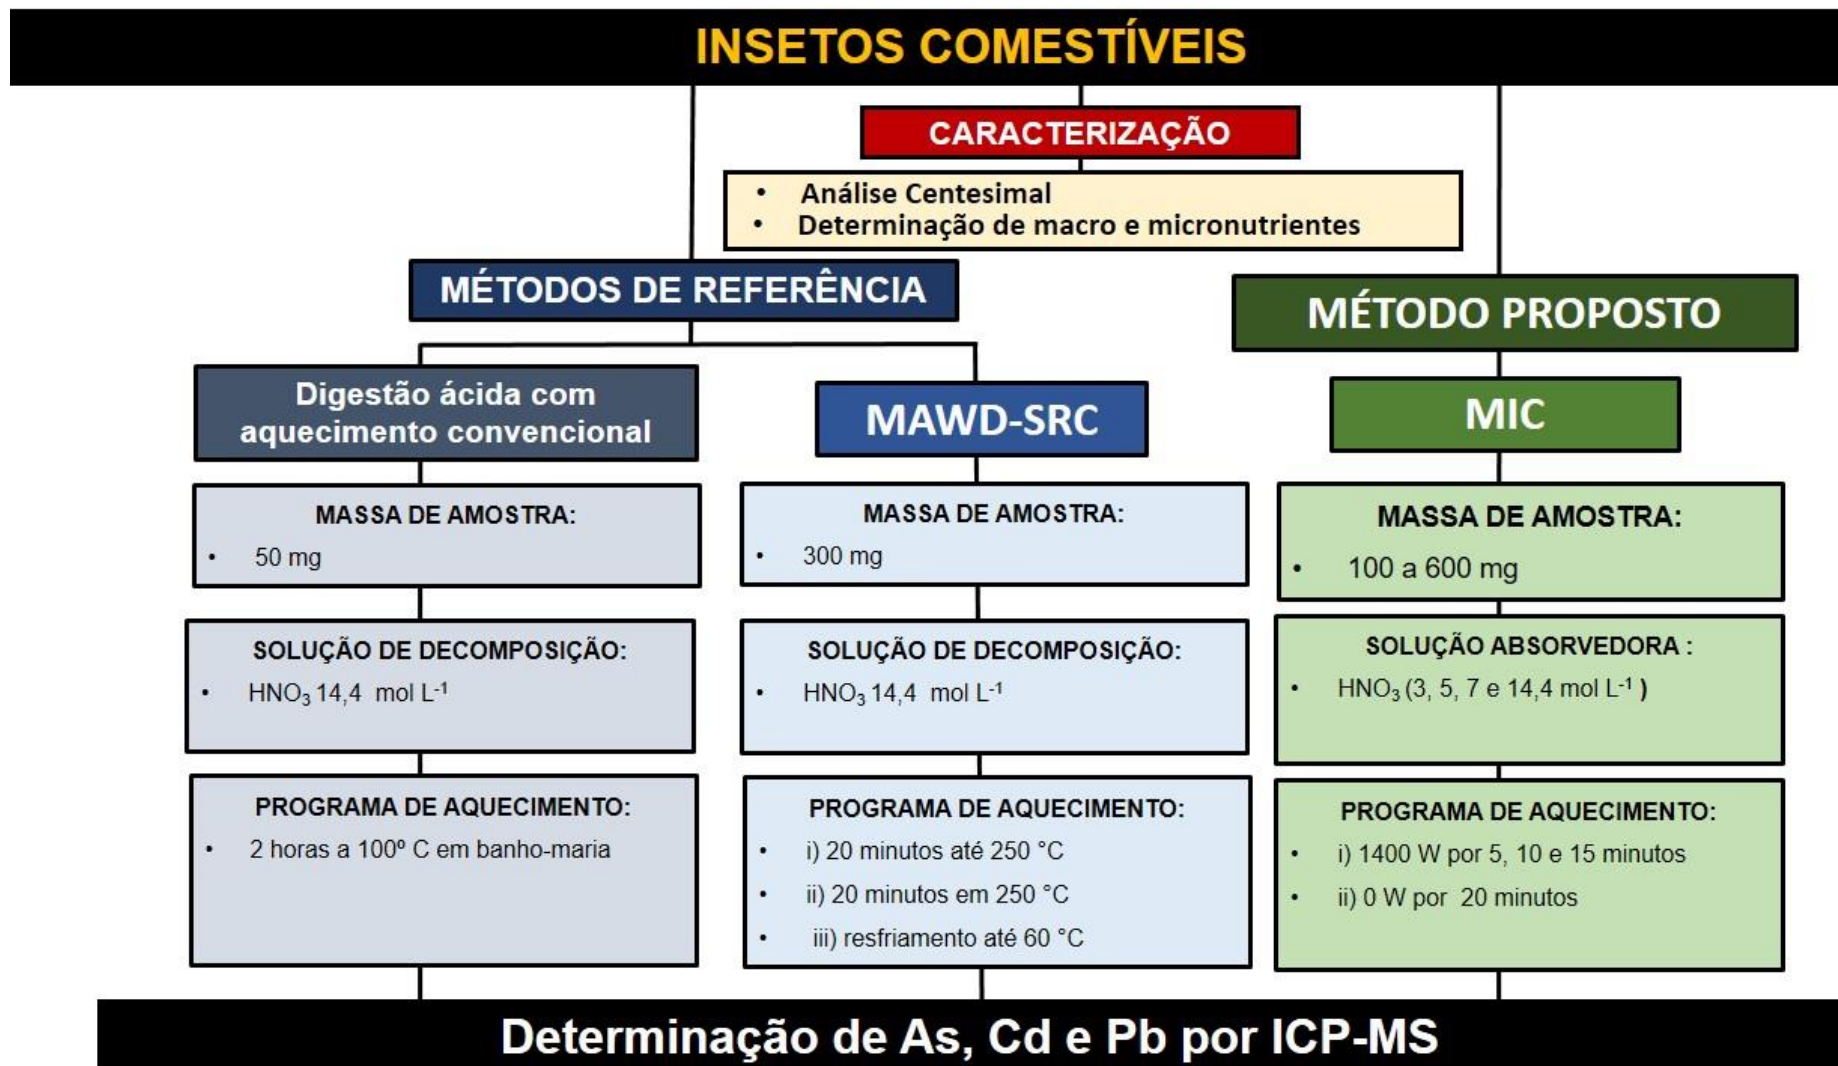 INSETOS COMESTÍVEIS
CARACTERIZAÇÃO
• Análise Centesimal
• Determinação de macro e micronutrientes
MÉTODOS DE REFERÊNCIA
MÉTODO PROPOSTO
Digestão ácida com
aquecimento convencional
MASSA DE AMOSTRA:
• 50 mg
SOLUÇÃO DE DECOMPOSIÇÃO:
• HNO₃ 14,4 mol L⁻¹
PROGRAMA DE AQUECIMENTO:
• 2 horas a 100º C em banho-maria
MAWD-SRC
MASSA DE AMOSTRA:
• 300 mg
SOLUÇÃO DE DECOMPOSIÇÃO:
• HNO₃ 14,4 mol L⁻¹
PROGRAMA DE AQUECIMENTO:
• i) 20 minutos até 250 °C
• ii) 20 minutos em 250 °C
• iii) resfriamento até 60 °C
MIC
MASSA DE AMOSTRA:
• 100 a 600 mg
SOLUÇÃO ABSORVEDORA :
• HNO₃ (3, 5, 7 e 14,4 mol L⁻¹ )
PROGRAMA DE AQUECIMENTO:
• i) 1400 W por 5, 10 e 15 minutos
• ii) 0 W por 20 minutos
Determinação de As, Cd e Pb por ICP-MS